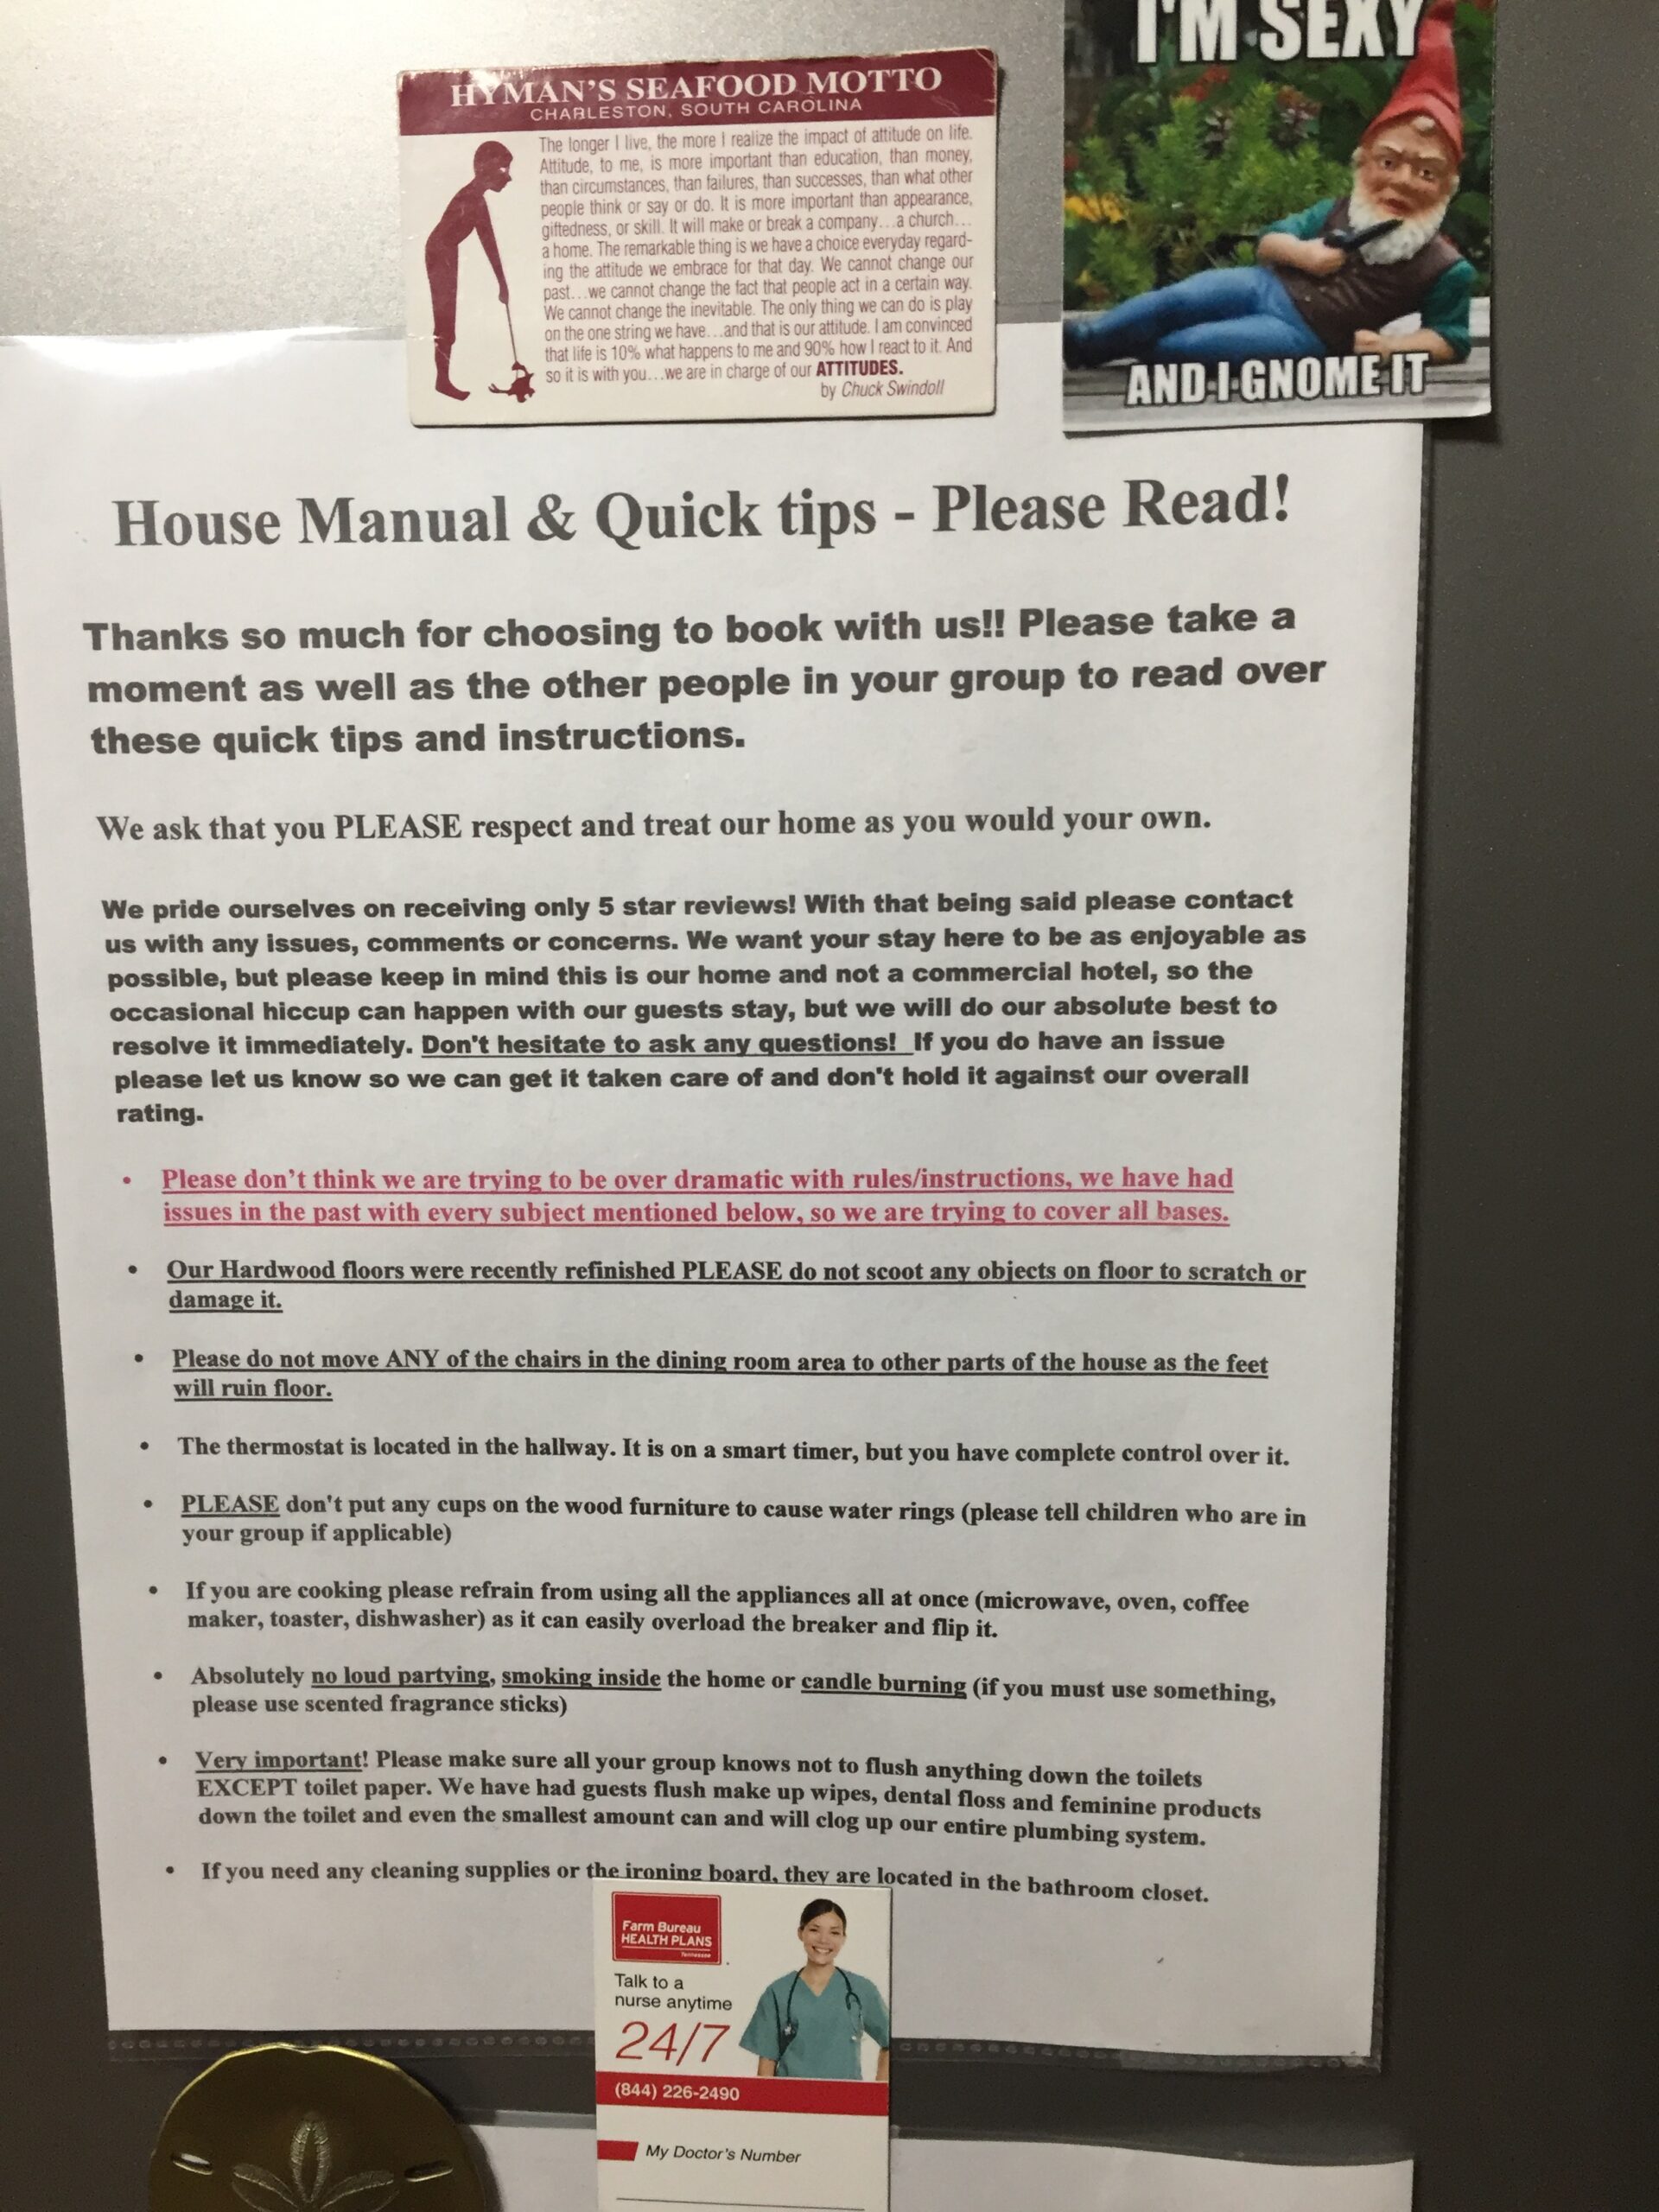 HYMAN'S SEAFOOD MOTTO
CHARLESTON, SOUTH CAROLINA
The longer I live, the more I realize the impact of attitude on life.
Attitude, to me, is more important than education, than money,
than circumstances, than failures, than successes, than what other
people think or say or do. It is more important than appearance,
giftedness, or skill. It will make or break a company...a church...
a home. The remarkable thing is we have a choice everyday regard-
ing the attitude we embrace for that day. We cannot change our
past...we cannot change the fact that people act in a certain way.
We cannot change the inevitable. The only thing we can do is play
on the one string we have...and that is our attitude. I am convinced
that life is 10% what happens to me and 90% how I react to it. And
so it is with you...we are in charge of our ATTITUDES.
by Chuck Swindoll
I'M SEXY
AND I GNOME IT
House Manual & Quick tips - Please Read!
Thanks so much for choosing to book with us!! Please take a
moment as well as the other people in your group to read over
these quick tips and instructions.
We ask that you PLEASE respect and treat our home as you would your own.
We pride ourselves on receiving only 5 star reviews! With that being said please contact
us with any issues, comments or concerns. We want your stay here to be as enjoyable as
possible, but please keep in mind this is our home and not a commercial hotel, so the
occasional hiccup can happen with our guests stay, but we will do our absolute best to
resolve it immediately. Don't hesitate to ask any questions! If you do have an issue
please let us know so we can get it taken care of and don't hold it against our overall
rating.
• Please don't think we are trying to be over dramatic with rules/instructions, we have had
issues in the past with every subject mentioned below, so we are trying to cover all bases.
• Our Hardwood floors were recently refinished PLEASE do not scoot any objects on floor to scratch or
damage it.
• Please do not move ANY of the chairs in the dining room area to other parts of the house as the feet
will ruin floor.
• The thermostat is located in the hallway. It is on a smart timer, but you have complete control over it.
• PLEASE don't put any cups on the wood furniture to cause water rings (please tell children who are in
your group if applicable)
• If you are cooking please refrain from using all the appliances all at once (microwave, oven, coffee
maker, toaster, dishwasher) as it can easily overload the breaker and flip it.
• Absolutely no loud partying, smoking inside the home or candle burning (if you must use something,
please use scented fragrance sticks)
• Very important! Please make sure all your group knows not to flush anything down the toilets
EXCEPT toilet paper. We have had guests flush make up wipes, dental floss and feminine products
down the toilet and even the smallest amount can and will clog up our entire plumbing system.
• If you need any cleaning supplies or the ironing board, they are located in the bathroom closet.
Farm Bureau
HEALTH PLANS
Tennessee
Talk to a
nurse anytime
24/7
(844) 226-2490
My Doctor's Number